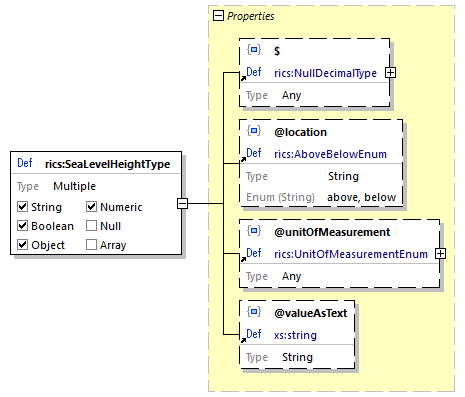 Properties
$
Def rics:NullDecimalType
Type Any
@location
Def rics:AboveBelowEnum
Type String
Enum (String) above, below
Def rics:SeaLevelHeightType
Type Multiple
String Numeric
Boolean Null
Object Array
@unitOfMeasurement
Def rics:UnitOfMeasurementEnum
Type Any
@valueAsText
Def xs:string
Type String